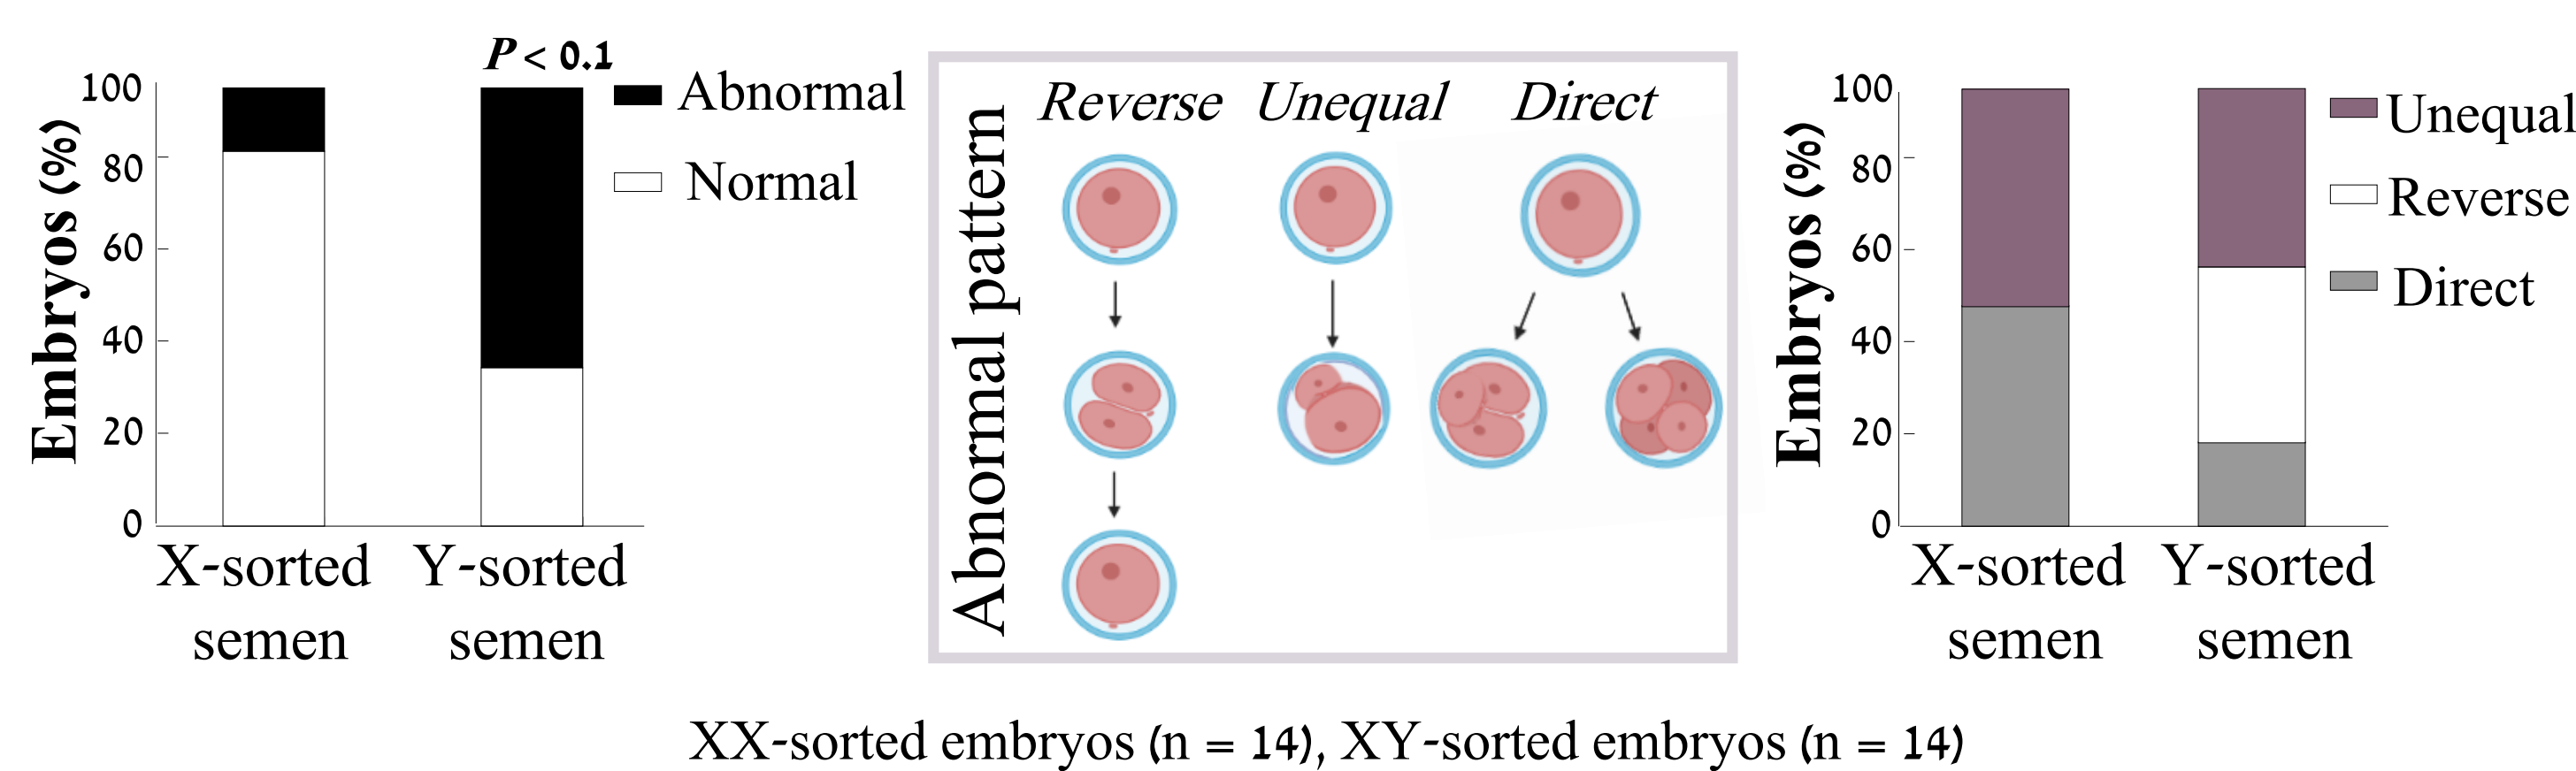 P < 0.1
Embryos (%)
100
80
60
40
20
0
Abnormal
Normal
X-sorted
semen
Y-sorted
semen
Abnormal pattern
Reverse
Unequal
Direct
Embryos (%)
100
80
60
40
20
0
Unequal
Reverse
Direct
X-sorted
semen
Y-sorted
semen
XX-sorted embryos (n = 14), XY-sorted embryos (n = 14)